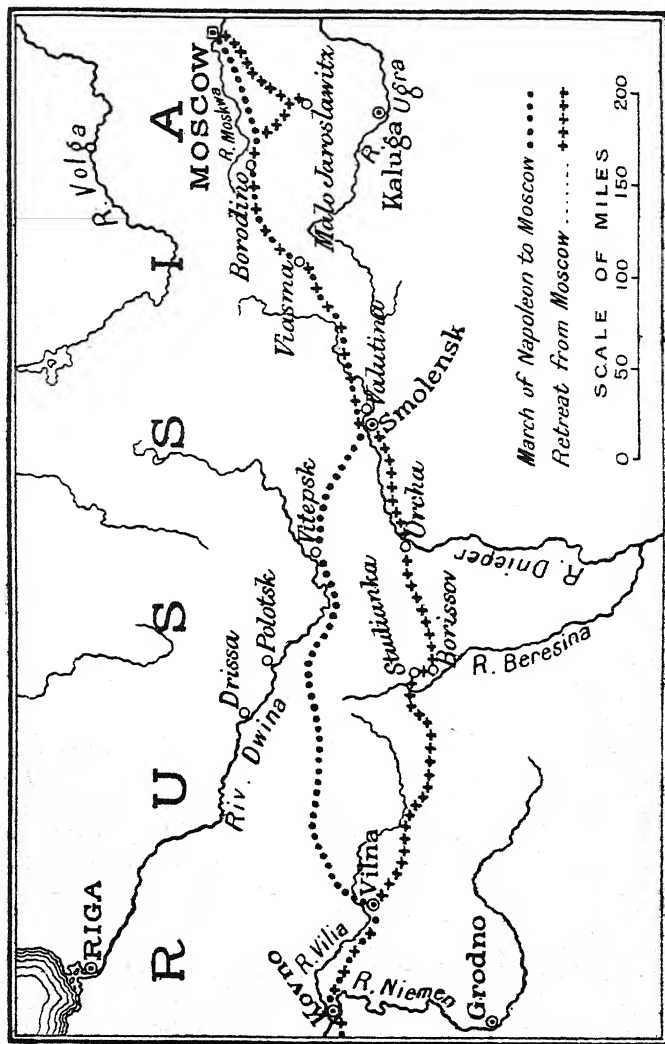 RUSSIA
RIGA
Riv. Dwina
Drissa
Polotsk
Vitepsk
R. Volga
MOSCOW
R. Moskwa
Borodino
Malo Jaroslawitz
Viasma
Valutino
Smolensk
Kaluga
R. Ugra
Orcha
R. Dnieper
Studianka
Borissov
R. Beresina
Vilna
R. Vilia
Kovno
R. Niemen
Grodno
March of Napoleon to Moscow •••••
Retreat from Moscow ....... +++++
0 50 100 150 200
SCALE OF MILES